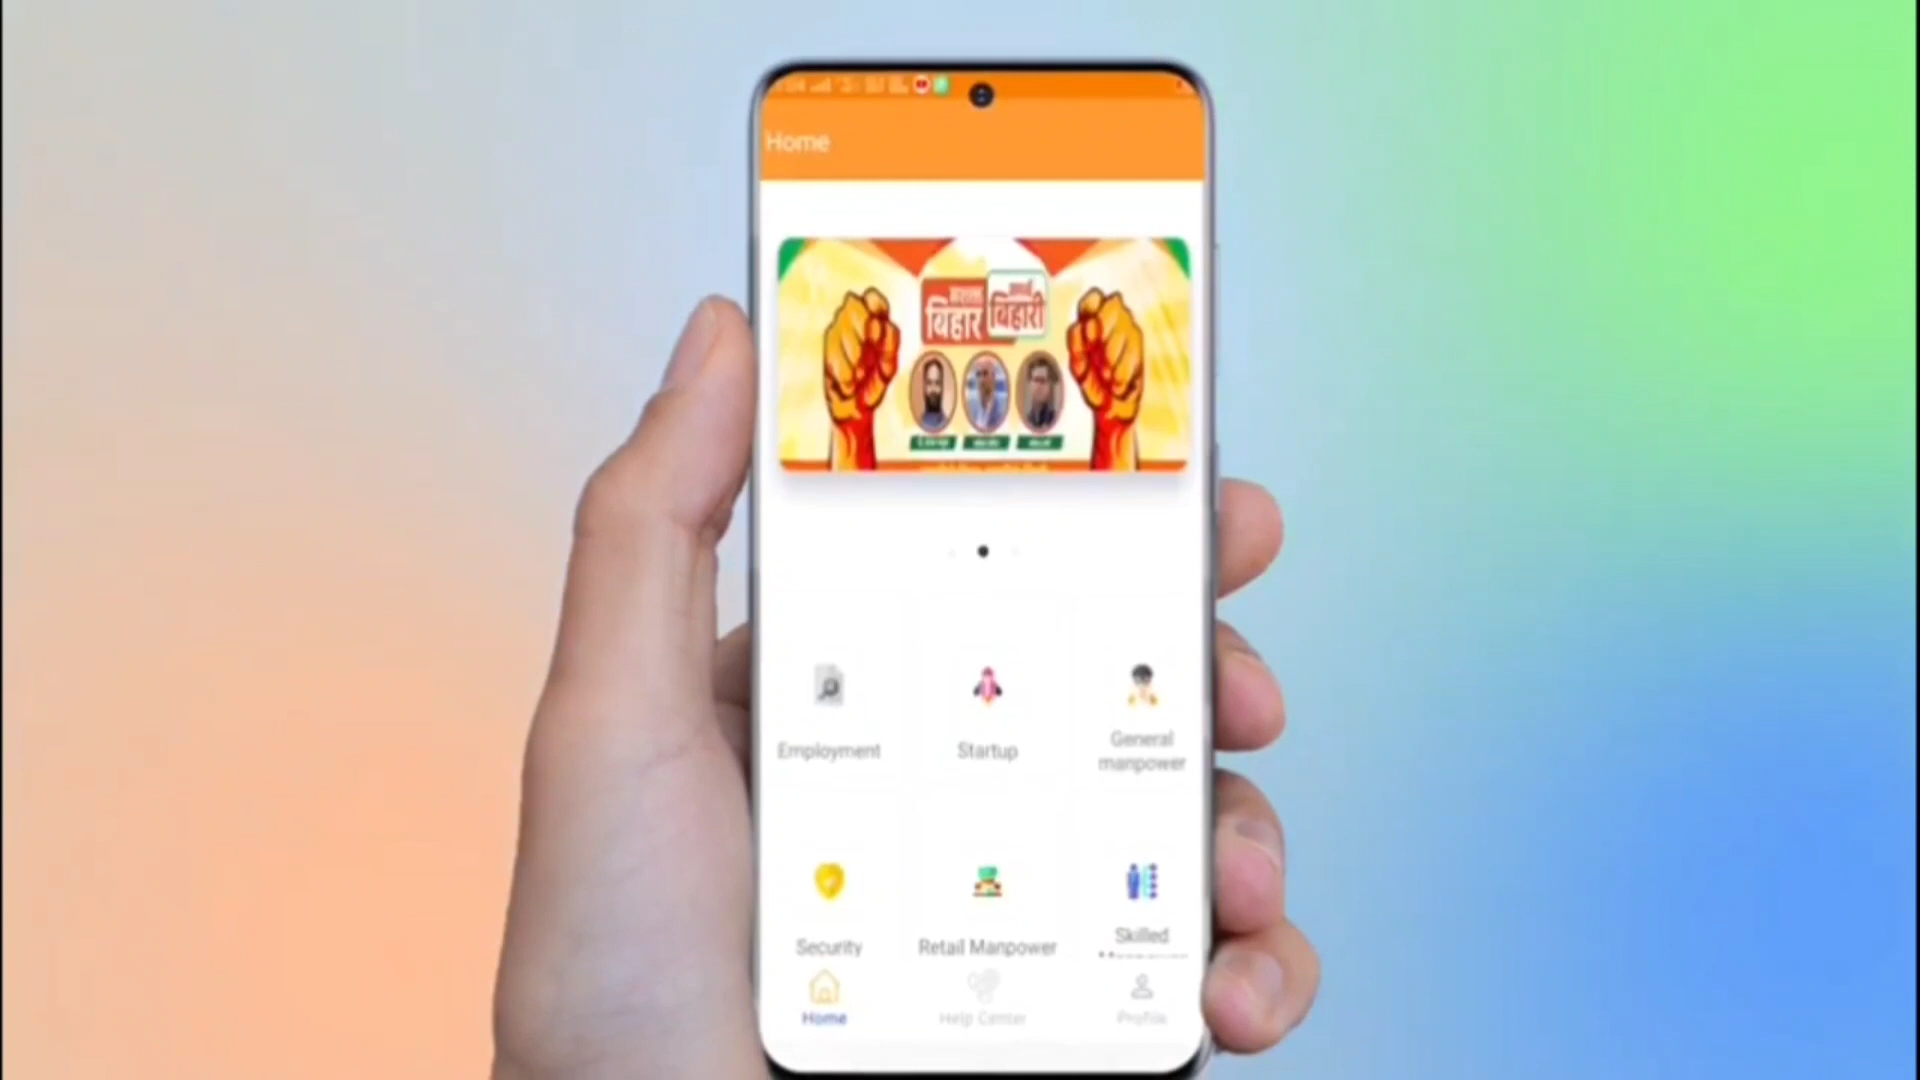 Home
बिहार
बिहारी
Employment
Startup
General
manpower
Security
Retail Manpower
Skilled
Home
Help Center
Profile